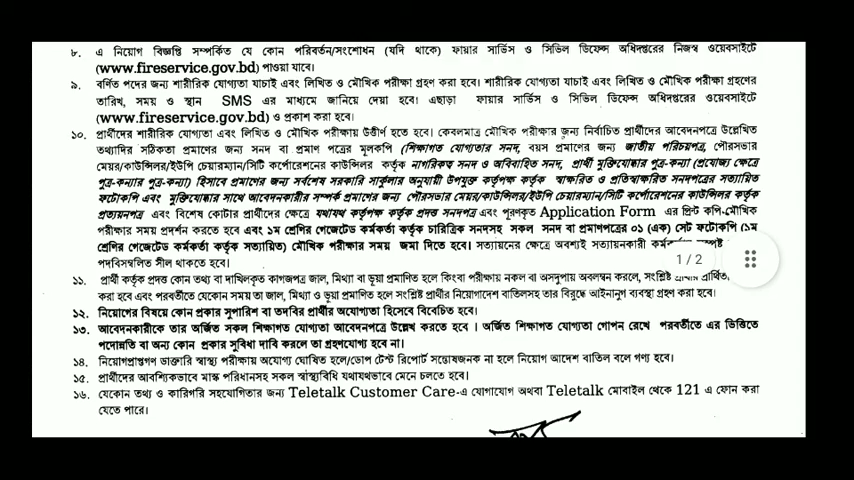 ৮. এ নিয়োগ বিজ্ঞপ্তি সম্পর্কিত যে কোন পরিবর্তন/সংশোধন (যদি থাকে) ফায়ার সার্ভিস ও সিভিল ডিফেন্স অধিদপ্তরের নিজস্ব ওয়েবসাইটে
(www.fireservice.gov.bd) পাওয়া যাবে।
৯. বর্ণিত পদের জন্য শারীরিক যোগ্যতা যাচাই এবং লিখিত ও মৌখিক পরীক্ষা গ্রহণ করা হবে। শারীরিক যোগ্যতা যাচাই এবং লিখিত ও মৌখিক পরীক্ষা গ্রহণের
তারিখ, সময় ও স্থান SMS এর মাধ্যমে জানিয়ে দেয়া হবে। এছাড়া ফায়ার সার্ভিস ও সিভিল ডিফেন্স অধিদপ্তরের ওয়েবসাইটে
(www.fireservice.gov.bd) ও প্রকাশ করা হবে।
১০. প্রার্থীদের শারীরিক যোগ্যতা এবং লিখিত ও মৌখিক পরীক্ষায় উত্তীর্ণ হতে হবে। কেবলমাত্র মৌখিক পরীক্ষার জন্য নির্বাচিত প্রার্থীদের আবেদনপত্রে উল্লেখিত
তথ্যাদির সঠিকতা প্রমাণের জন্য সনদ বা প্রমাণ পত্রের মূলকপি (শিক্ষাগত যোগ্যতার সনদ, বয়স প্রমাণের জন্য জাতীয় পরিচয়পত্র, পৌরসভার
মেয়র/কাউন্সিলর/ইউপি চেয়ারম্যান/সিটি কর্পোরেশনের কাউন্সিলর কর্তৃক নাগরিকত্ব সনদ ও অবিবাহিত সনদ, প্রার্থী মুক্তিযোদ্ধার পুত্র-কন্যা (প্রযোজ্য ক্ষেত্রে
পুত্র-কন্যার পুত্র-কন্যা) হিসাবে প্রমাণের জন্য সর্বশেষ সরকারি সার্কুলার অনুযায়ী উপযুক্ত কর্তৃপক্ষ কর্তৃক স্বাক্ষরিত ও প্রতিস্বাক্ষরিত সনদপত্রের সত্যায়িত
ফটোকপি এবং মুক্তিযোদ্ধার সাথে আবেদনকারীর সম্পর্ক প্রমাণের জন্য পৌরসভার মেয়র/কাউন্সিলর/ইউপি চেয়ারম্যান/সিটি কর্পোরেশনের কাউন্সিলর কর্তৃক
প্রত্যয়নপত্র এবং বিশেষ কোটার প্রার্থীদের ক্ষেত্রে যথাযথ কর্তৃপক্ষ কর্তৃক প্রদত্ত সনদপত্র এবং পূরণকৃত Application Form এর প্রিন্ট কপি-মৌখিক
পরীক্ষার সময় প্রদর্শন করতে হবে এবং ১ম শ্রেণির গেজেটেড কর্মকর্তা কর্তৃক চারিত্রিক সনদসহ সকল সনদ বা প্রমাণপত্রের ০১ (এক) সেট ফটোকপি (১ম
শ্রেণির গেজেটেড কর্মকর্তা কর্তৃক সত্যায়িত) মৌখিক পরীক্ষার সময় জমা দিতে হবে। সত্যায়নের ক্ষেত্রে অবশ্যই সত্যায়নকারী
পদবিসম্বলিত সীল থাকতে হবে।
1 / 2
১১. প্রার্থী কর্তৃক প্রদত্ত কোন তথ্য বা দাখিলকৃত কাগজপত্র জাল, মিথ্যা বা ভুয়া প্রমাণিত হলে কিংবা পরীক্ষায় নকল বা অসদুপায় অবলম্বন করলে, সংশ্লিষ্ট
করা হবে এবং পরবর্তীতে যেকোন সময় তা জাল, মিথ্যা ও ভুয়া প্রমাণিত হলে সংশ্লিষ্ট প্রার্থীর নিয়োগাদেশ বাতিলসহ তার বিরুদ্ধে আইনানুগ ব্যবস্থা গ্রহণ করা হবে।
১২. নিয়োগের বিষয়ে কোন প্রকার সুপারিশ বা তদবির প্রার্থীর অযোগ্যতা হিসেবে বিবেচিত হবে।
১৩. আবেদনকারীকে তার অর্জিত সকল শিক্ষাগত যোগ্যতা আবেদনপত্রে উল্লেখ করতে হবে । অর্জিত শিক্ষাগত যোগ্যতা গোপন রেখে পরবর্তীতে এর ভিত্তিতে
পদোন্নতি বা অন্য কোন প্রকার সুবিধা দাবি করলে তা গ্রহণযোগ্য হবে না।
১৪. নিয়োগপ্রাপ্তগণ ডাক্তারি স্বাস্থ্য পরীক্ষায় অযোগ্য ঘোষিত হলে/ডোপ টেস্ট রিপোর্ট সন্তোষজনক না হলে নিয়োগ আদেশ বাতিল বলে গণ্য হবে।
১৫. প্রার্থীদের আবশ্যিকভাবে মাস্ক পরিধানসহ সকল স্বাস্থ্যবিধি যথাযথভাবে মেনে চলতে হবে।
১৬. যেকোন তথ্য ও কারিগরি সহযোগিতার জন্য Teletalk Customer Care-এ যোগাযোগ অথবা Teletalk মোবাইল থেকে 121 এ ফোন করা
যেতে পারে।